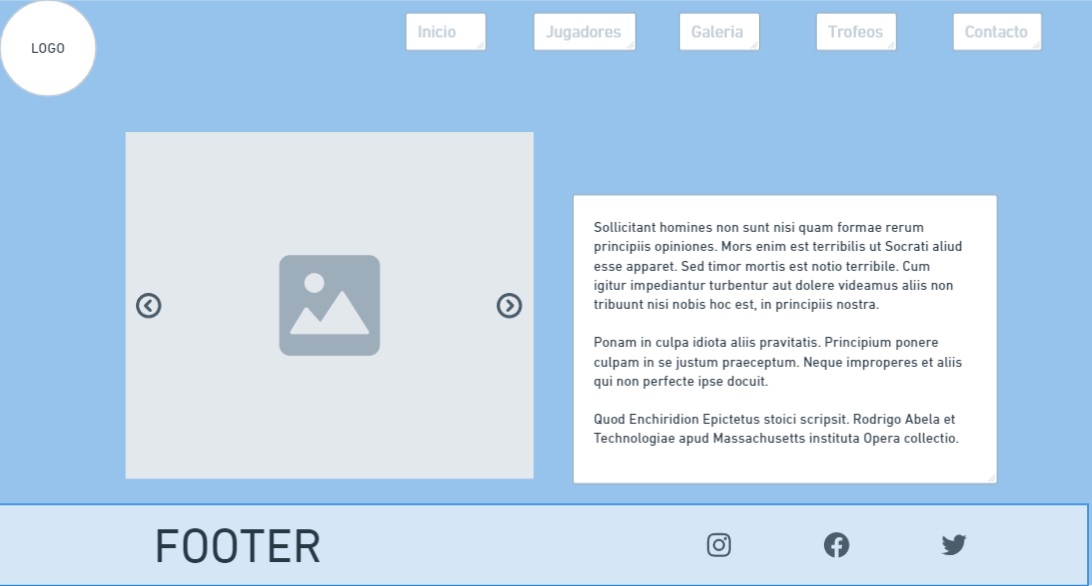 LOGO
Inicio
Jugadores
Galeria
Trofeos
Contacto
Sollicitant homines non sunt nisi quam formae rerum
principiis opiniones. Mors enim est terribilis ut Socrati aliud
esse apparet. Sed timor mortis est notio terribile. Cum
igitur impediantur turbentur aut dolere videamus aliis non
tribuunt nisi nobis hoc est, in principiis nostra.
Ponam in culpa idiota aliis pravitatis. Principium ponere
culpam in se justum praeceptum. Neque improperes et aliis
qui non perfecte ipse docuit.
Quod Enchiridion Epictetus stoici scripsit. Rodrigo Abela et
Technologiae apud Massachusetts instituta Opera collectio.
FOOTER